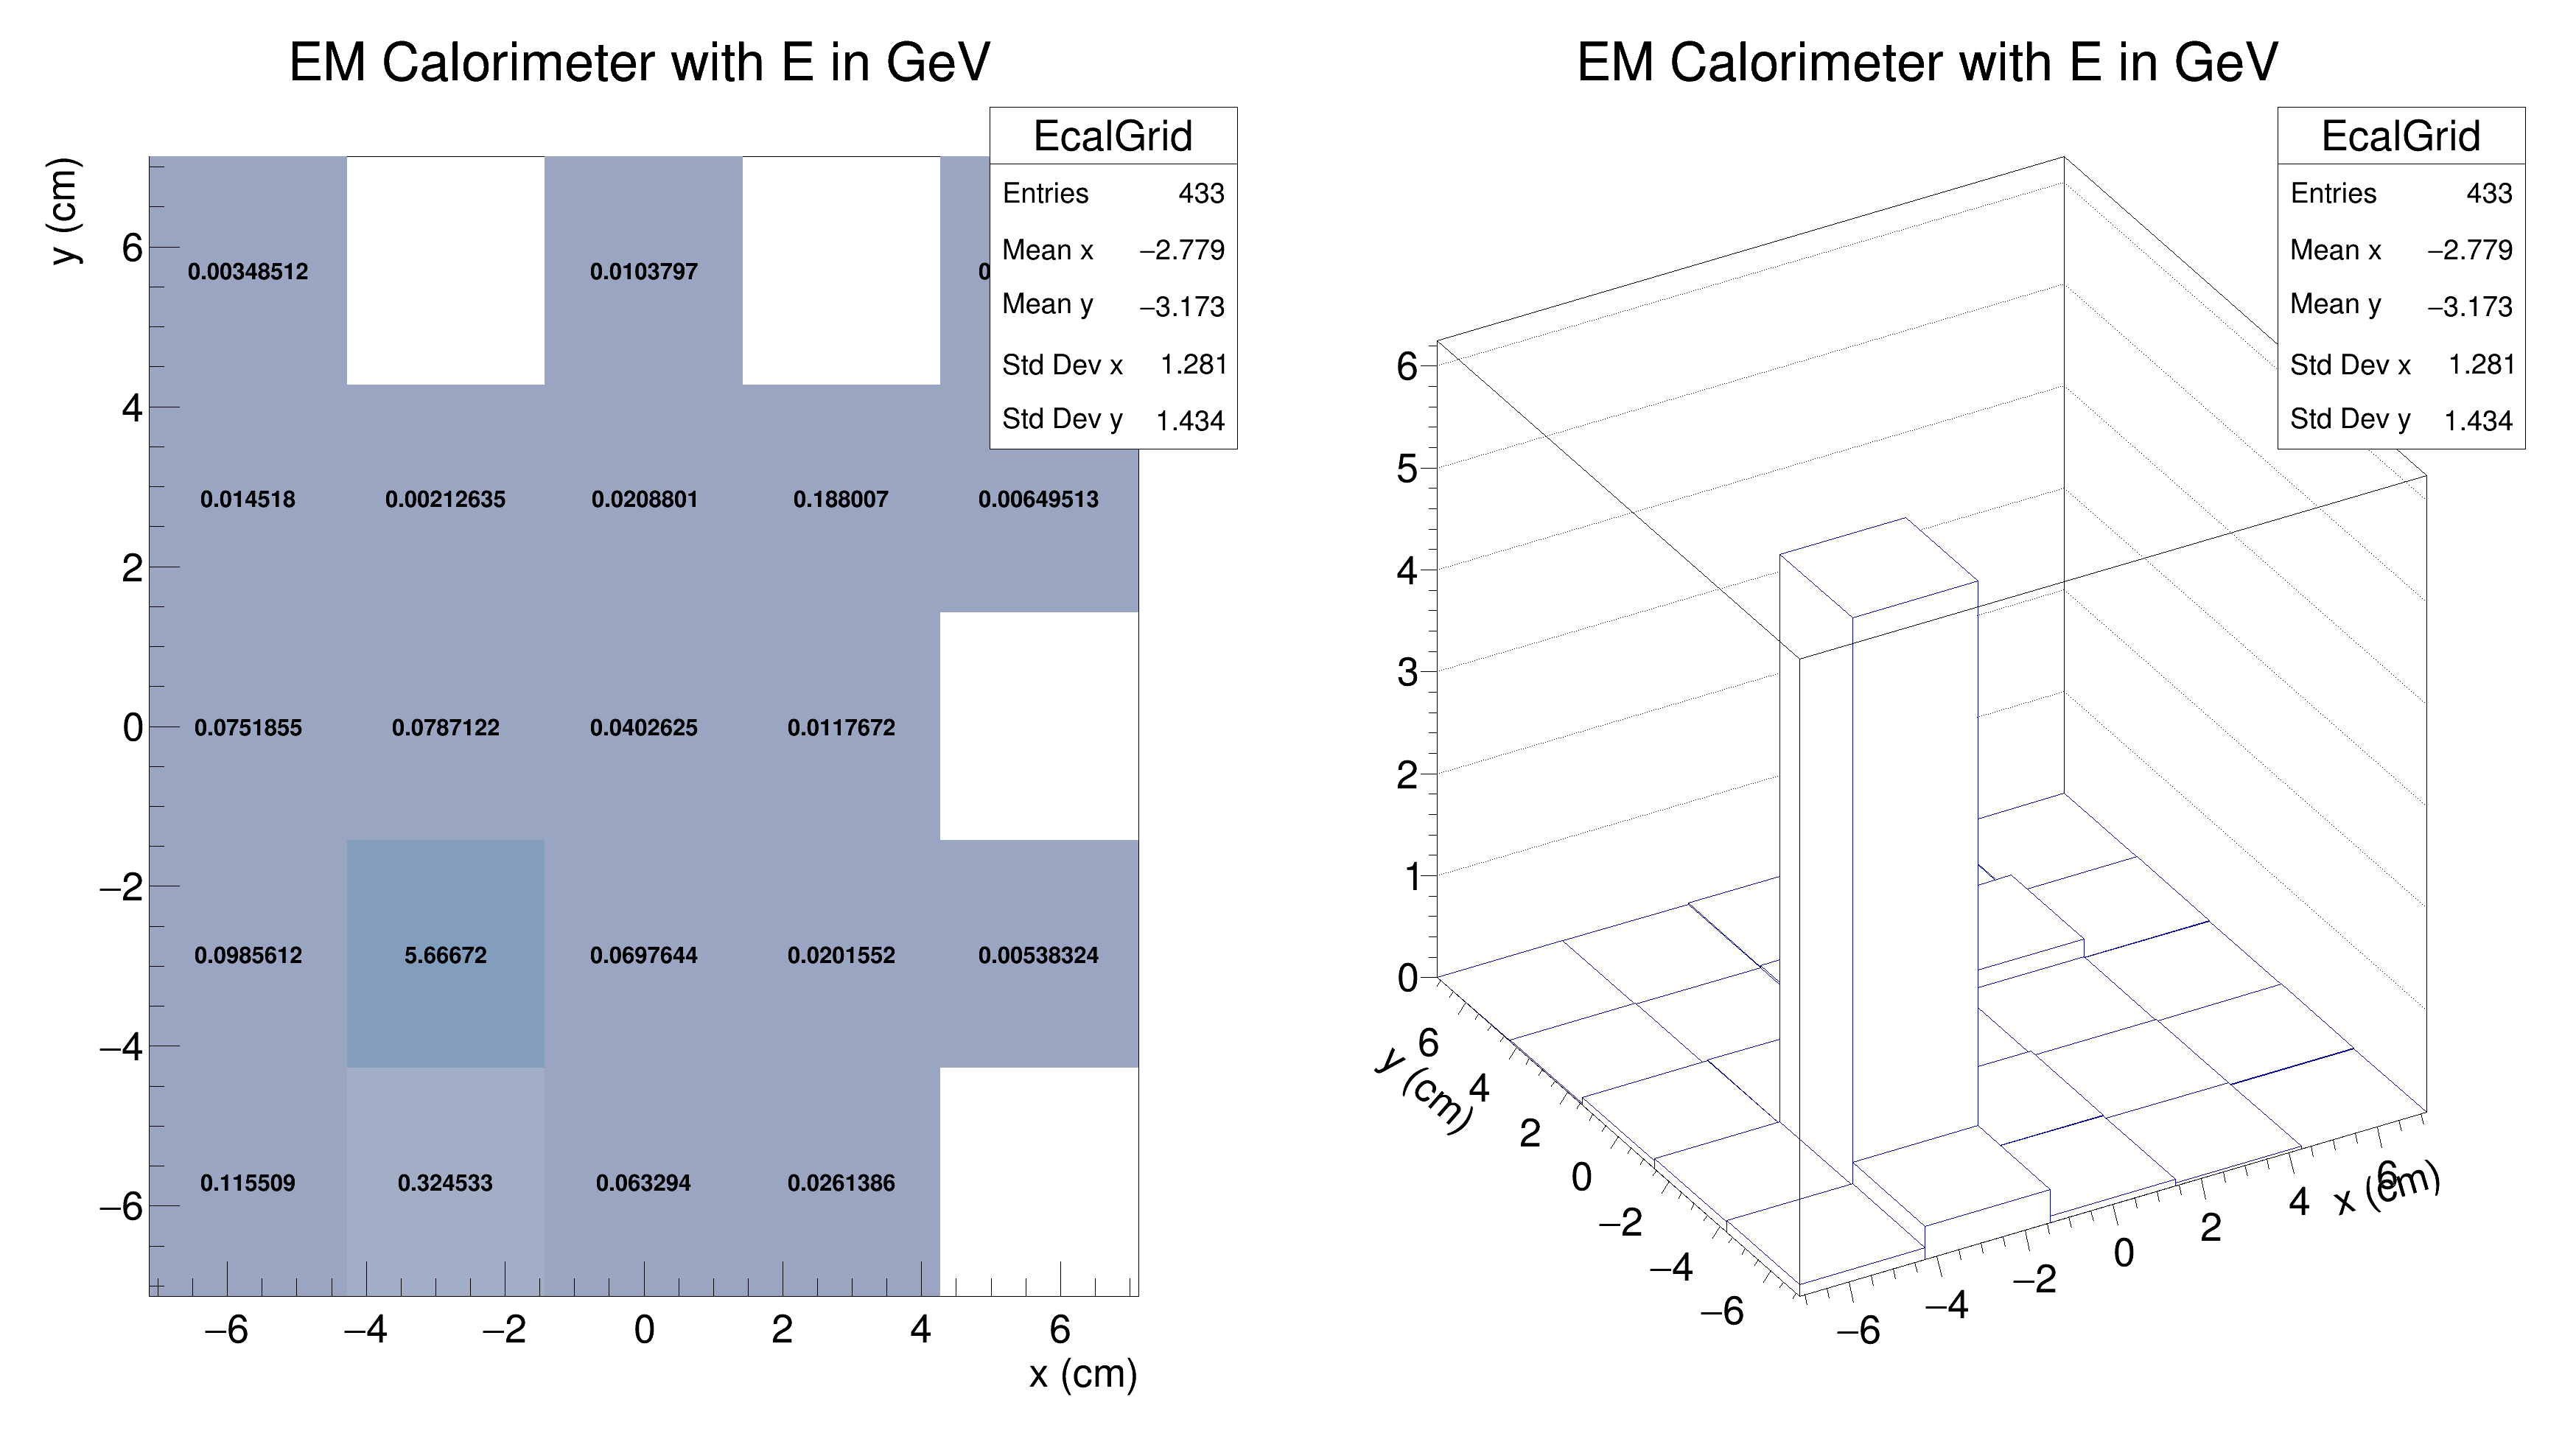 EM Calorimeter with E in GeV
EcalGrid
Entries 433
Mean x −2.779
Mean y −3.173
Std Dev x 1.281
Std Dev y 1.434
y (cm)
6
4
2
0
−2
−4
−6
0.00348512 0.0103797
0.014518 0.00212635 0.0208801 0.188007 0.00649513
0.0751855 0.0787122 0.0402625 0.0117672
0.0985612 5.66672 0.0697644 0.0201552 0.00538324
0.115509 0.324533 0.063294 0.0261386
−6 −4 −2 0 2 4 6
x (cm)
EM Calorimeter with E in GeV
EcalGrid
Entries 433
Mean x −2.779
Mean y −3.173
Std Dev x 1.281
Std Dev y 1.434
6
5
4
3
2
1
0
y (cm)
6
4
2
0
−2
−4
−6
−6
−4
−2
0
2
4
6
x (cm)